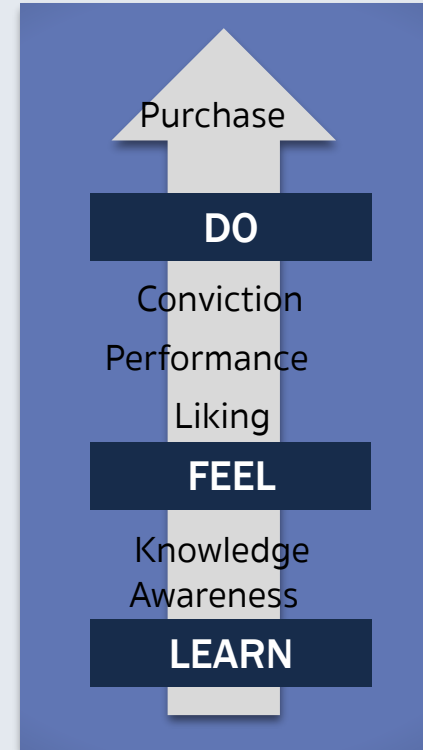 Purchase
DO
Conviction
Performance
Liking
FEEL
Knowledge
Awareness
LEARN